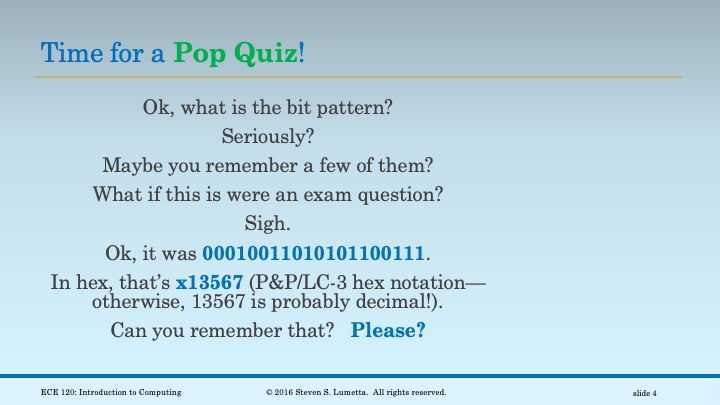 Time for a Pop Quiz!
Ok, what is the bit pattern?
Seriously?
Maybe you remember a few of them?
What if this is were an exam question?
Sigh.
Ok, it was 00010011010101100111.
In hex, that's x13567 (P&P/LC-3 hex notation—
otherwise, 13567 is probably decimal!).
Can you remember that? Please?
ECE 120: Introduction to Computing © 2016 Steven S. Lumetta. All rights reserved. slide 4